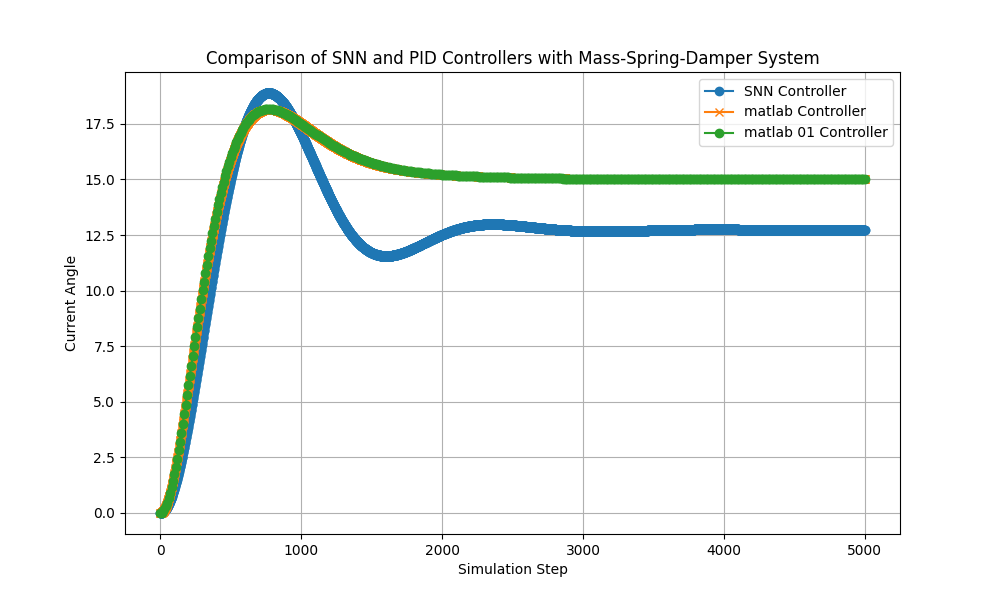 Comparison of SNN and PID Controllers with Mass-Spring-Damper System
SNN Controller
matlab Controller
matlab 01 Controller
Current Angle
17.5
15.0
12.5
10.0
7.5
5.0
2.5
0.0
0 1000 2000 3000 4000 5000
Simulation Step